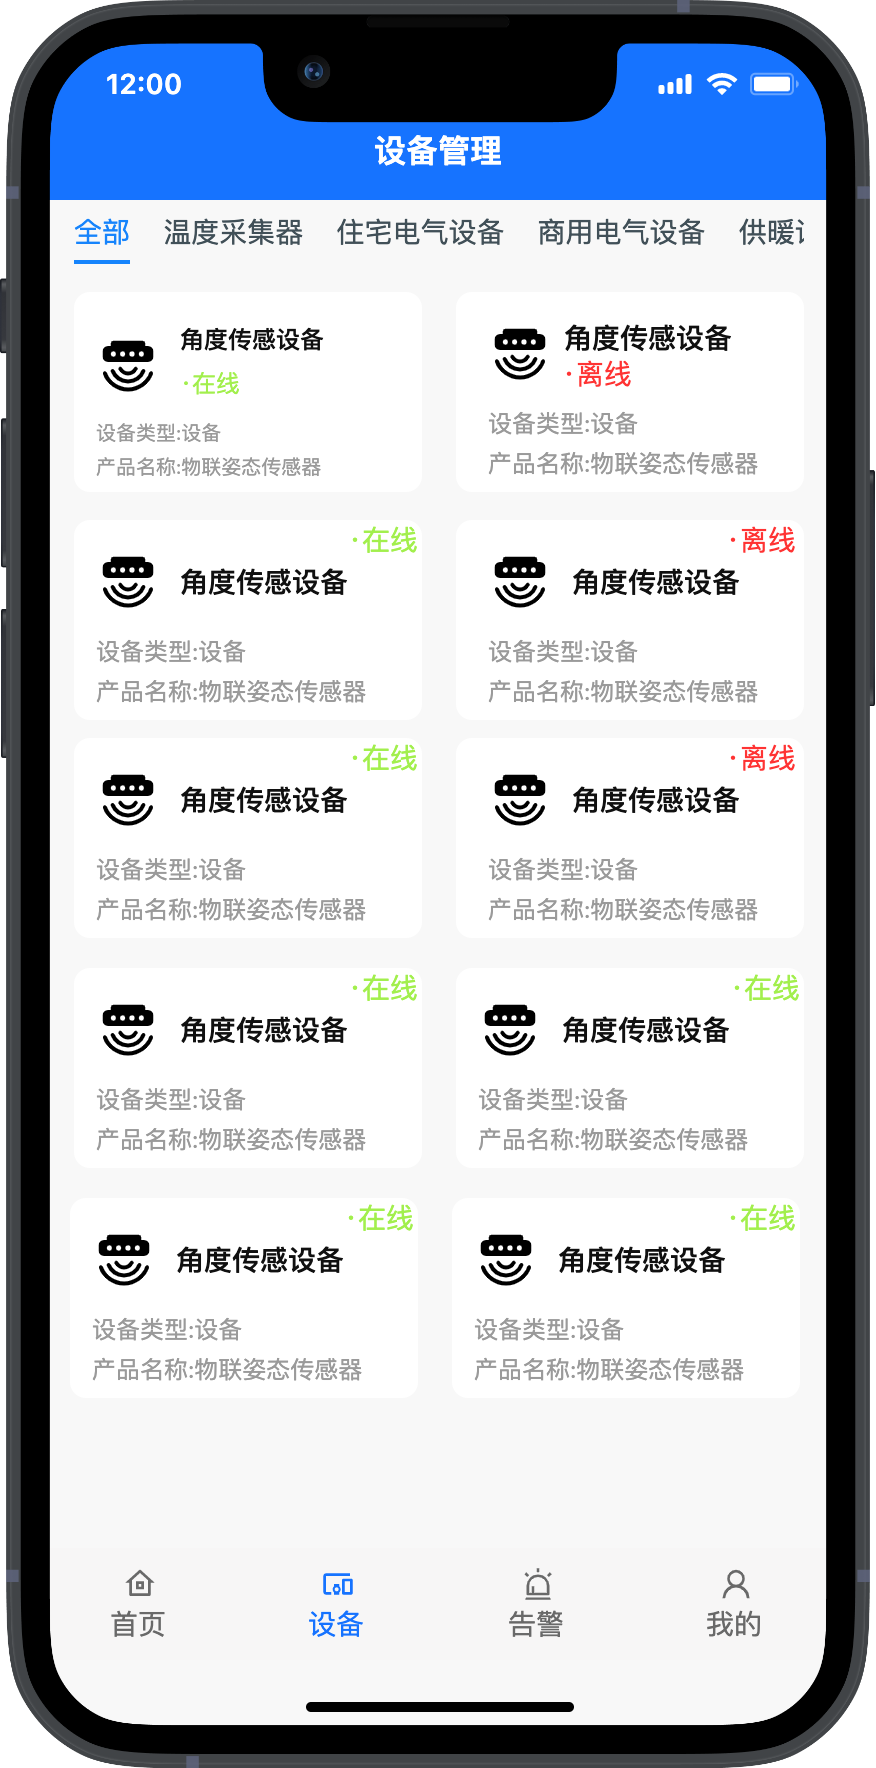 12:00
设备管理
全部 温度采集器 住宅电气设备 商用电气设备 供暖
角度传感设备
·在线
设备类型:设备
产品名称:物联姿态传感器
角度传感设备
·离线
设备类型:设备
产品名称:物联姿态传感器
·在线
角度传感设备
设备类型:设备
产品名称:物联姿态传感器
·离线
角度传感设备
设备类型:设备
产品名称:物联姿态传感器
·在线
角度传感设备
设备类型:设备
产品名称:物联姿态传感器
·离线
角度传感设备
设备类型:设备
产品名称:物联姿态传感器
·在线
角度传感设备
设备类型:设备
产品名称:物联姿态传感器
·在线
角度传感设备
设备类型:设备
产品名称:物联姿态传感器
·在线
角度传感设备
设备类型:设备
产品名称:物联姿态传感器
·在线
角度传感设备
设备类型:设备
产品名称:物联姿态传感器
首页 设备 告警 我的